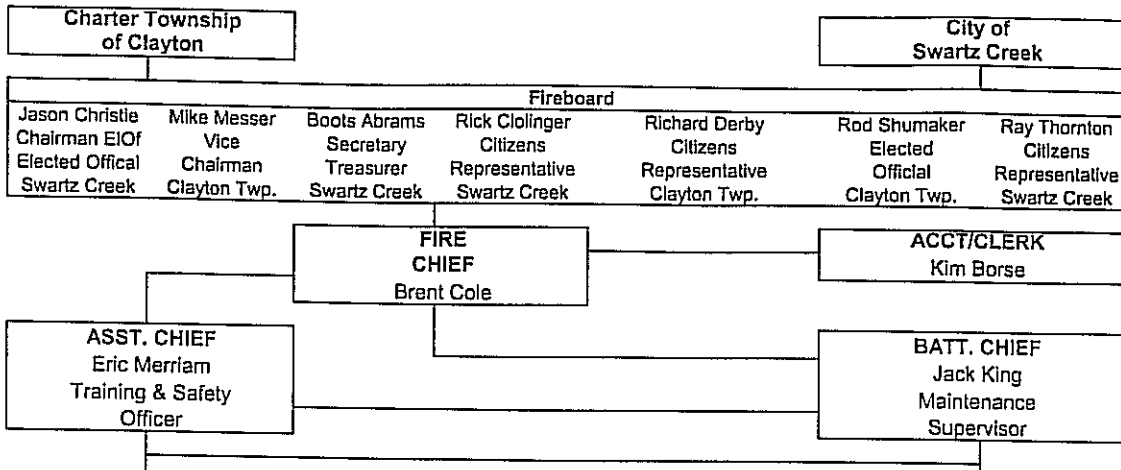 Charter Township
of Clayton
City of
Swartz Creek
Fireboard
Jason Christie
Chairman ElOf
Elected Offical
Swartz Creek
Mike Messer
Vice
Chairman
Clayton Twp.
Boots Abrams
Secretary
Treasurer
Swartz Creek
Rick Clolinger
Citizens
Representative
Swartz Creek
Richard Derby
Citizens
Representative
Clayton Twp.
Rod Shumaker
Elected
Official
Clayton Twp.
Ray Thornton
Citizens
Representative
Swartz Creek
FIRE
CHIEF
Brent Cole
ACCT/CLERK
Kim Borse
ASST. CHIEF
Eric Merriam
Training & Safety
Officer
BATT. CHIEF
Jack King
Maintenance
Supervisor